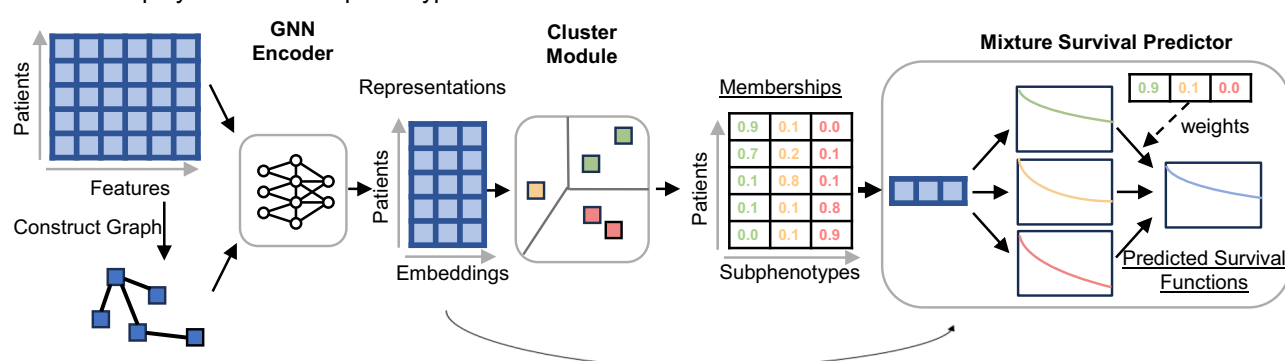 GNN
Encoder
Patients
Features
Construct Graph
Representations
Patients
Embeddings
Cluster
Module
Memberships
Patients
0.9 0.1 0.0
0.7 0.2 0.1
0.1 0.8 0.1
0.1 0.1 0.8
0.0 0.1 0.9
Subphenotypes
Mixture Survival Predictor
0.9 0.1 0.0
weights
Predicted Survival
Functions